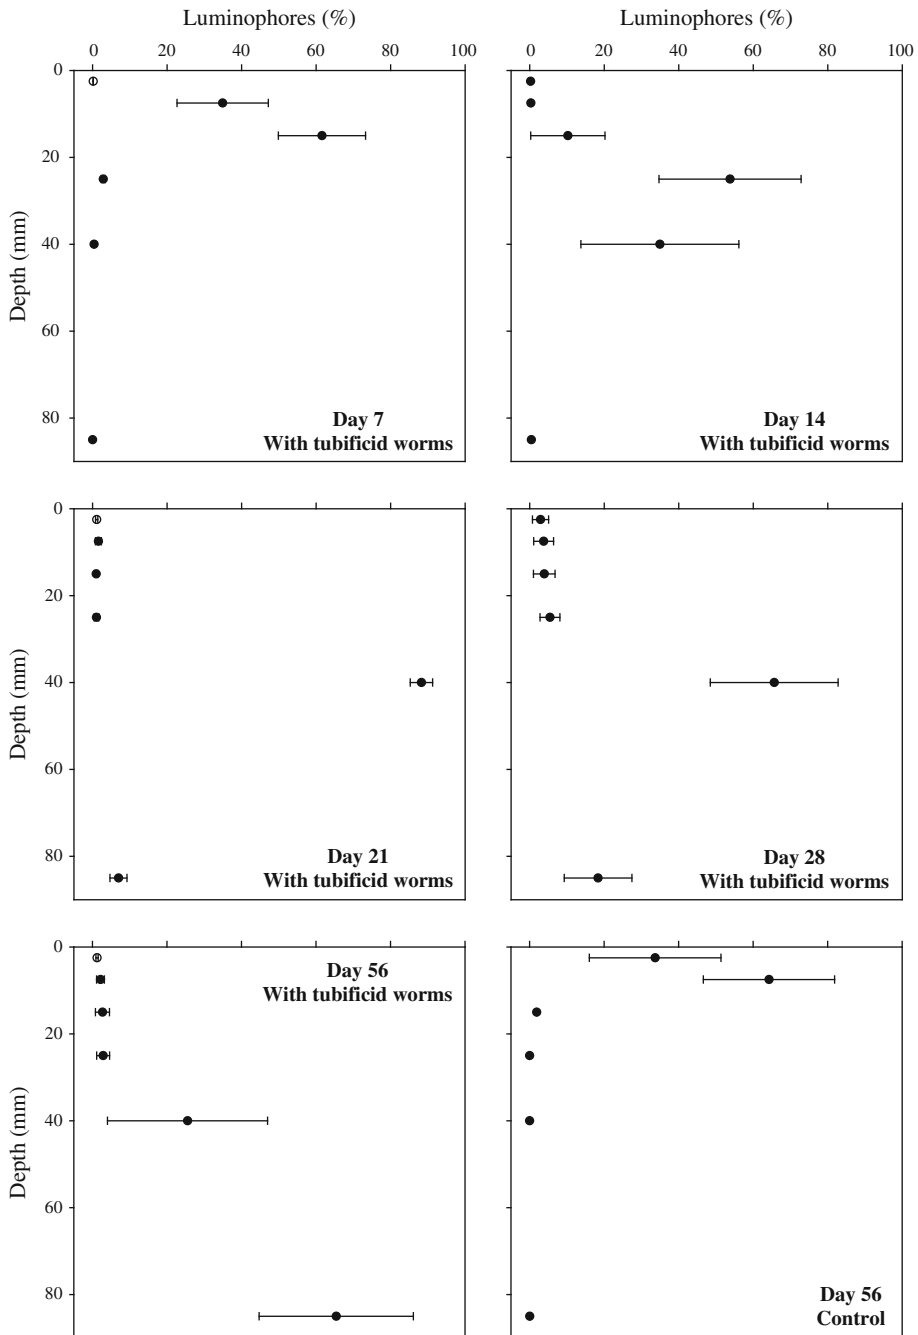 Luminophores (%)
Luminophores (%)
0 20 40 60 80 100
0 20 40 60 80 100
0
20
40
60
80
Depth (mm)
Day 7
With tubificid worms
Day 14
With tubificid worms
0
20
40
60
80
Depth (mm)
Day 21
With tubificid worms
Day 28
With tubificid worms
0
20
40
60
80
Depth (mm)
Day 56
With tubificid worms
Day 56
Control